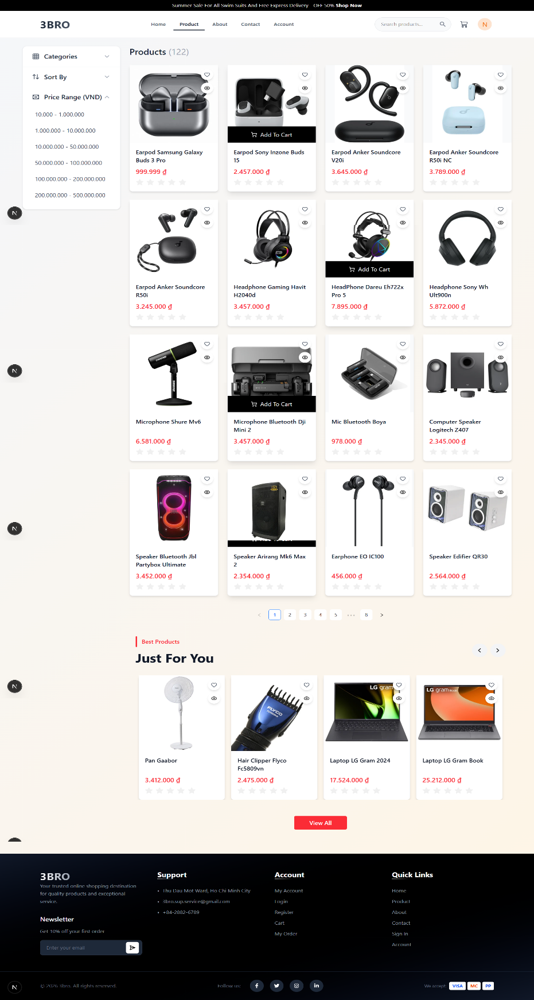 Summer Sale For All Swim Suits And Free Express Delivery - OFF 50% Shop Now
3BRO
Home
Product
About
Contact
Account
Search products...
N
Categories
Sort By
Price Range (VND)
10.000 - 1.000.000
1.000.000 - 10.000.000
10.000.000 - 50.000.000
50.000.000 - 100.000.000
100.000.000 - 200.000.000
200.000.000 - 500.000.000
Products (122)
Add To Cart
Earpod Samsung Galaxy
Buds 3 Pro
999.999 ₫
Earpod Sony Inzone Buds
15
2.457.000 ₫
Earpod Anker Soundcore
V20i
3.645.000 ₫
Earpod Anker Soundcore
R50i NC
3.789.000 ₫
N
Add To Cart
Earpod Anker Soundcore
R50i
3.245.000 ₫
Headphone Gaming Havit
H2040d
3.457.000 ₫
HeadPhone Dareu Eh722x
Pro 5
7.895.000 ₫
Headphone Sony Wh
Ult900n
5.872.000 ₫
N
Add To Cart
Microphone Shure Mv6
6.581.000 ₫
Microphone Bluetooth Dji
Mini 2
3.457.000 ₫
Mic Bluetooth Boya
978.000 ₫
Computer Speaker
Logitech Z407
2.345.000 ₫
N
Speaker Bluetooth Jbl
Partybox Ultimate
3.452.000 ₫
Speaker Arirang Mk6 Max
2
2.354.000 ₫
Earphone EO IC100
456.000 ₫
Speaker Edifier QR30
2.564.000 ₫
1
2
3
4
5
•••
8
Best Products
Just For You
N
FLYCO
LG gram
LG gram Book
Pan Gaabor
3.412.000 ₫
Hair Clipper Flyco
Fc5809vn
2.475.000 ₫
Laptop LG Gram 2024
17.524.000 ₫
Laptop LG Gram Book
25.212.000 ₫
View All
3BRO
Your trusted online shopping destination
for quality products and exceptional
service.
Newsletter
Get 10% off your first order
Enter your email
Support
• Thu Dau Mot Ward, Ho Chi Minh City
• 3bro.sup.service@gmail.com
• +84-2882-6789
Account
My Account
Login
Register
Cart
My Order
Quick Links
Home
Product
About
Contact
Sign In
Account
N
© 2026 3bro. All rights reserved.
Follow us:
We accept:
VISA
MC
PP